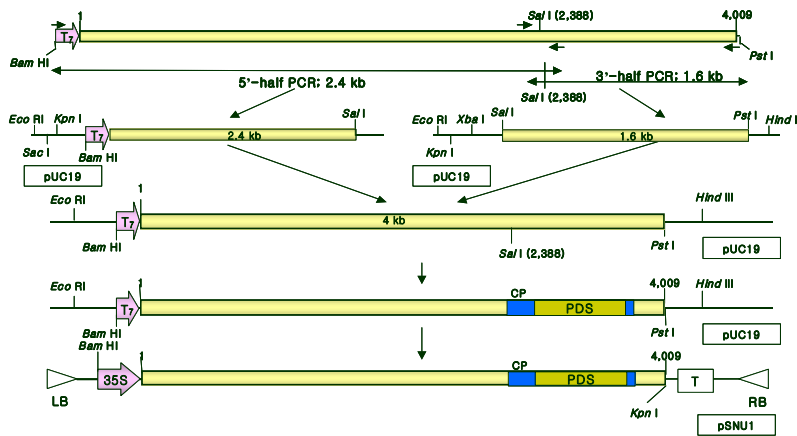 1
Sal I (2,388)
4,009
T7
Bam HI
Pst I
5'-half PCR; 2.4 kb
3'-half PCR; 1.6 kb
Sal I (2,388)
Eco RI
Kpn I
Sal I
T7
2.4 kb
Sac I
Bam HI
pUC19
Eco RI
Xba I
Sal I
Pst I
Hind I
1.6 kb
Kpn I
pUC19
1
Eco RI
Hind III
T7
4 kb
Bam HI
Sal I (2,388)
Pst I
pUC19
1
Eco RI
CP
4,009
Hind III
T7
PDS
Bam HI
Pst I
pUC19
Bam HI
1
CP
4,009
35S
PDS
T
LB
Kpn I
RB
pSNU1